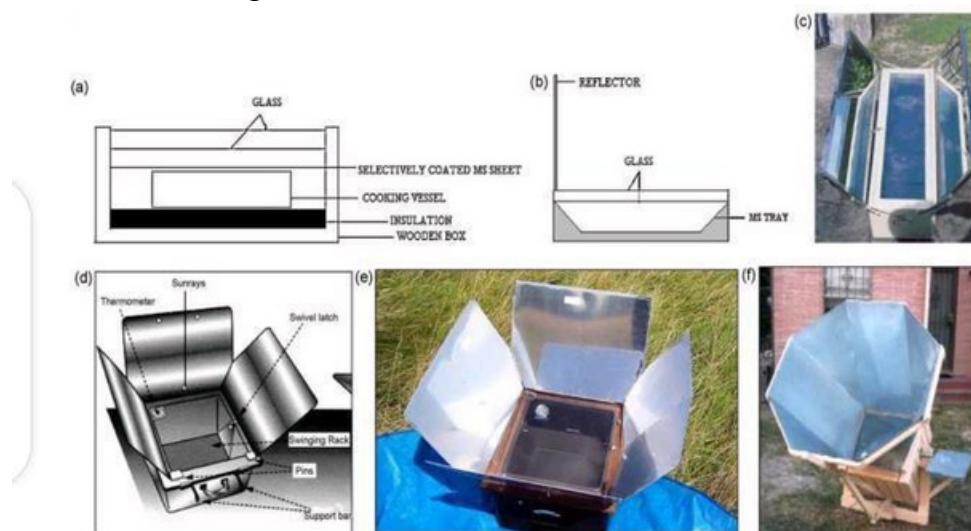 (a)
GLASS
SELECTIVELY COATED MS SHEET
COOKING VESSEL
INSULATION
WOODEN BOX
(b)
REFLECTOR
GLASS
MS TRAY
(c)
(d)
Sunrays
Thermometer
Swivel latch
Swinging Rack
Pins
Support bar
(e)
(f)